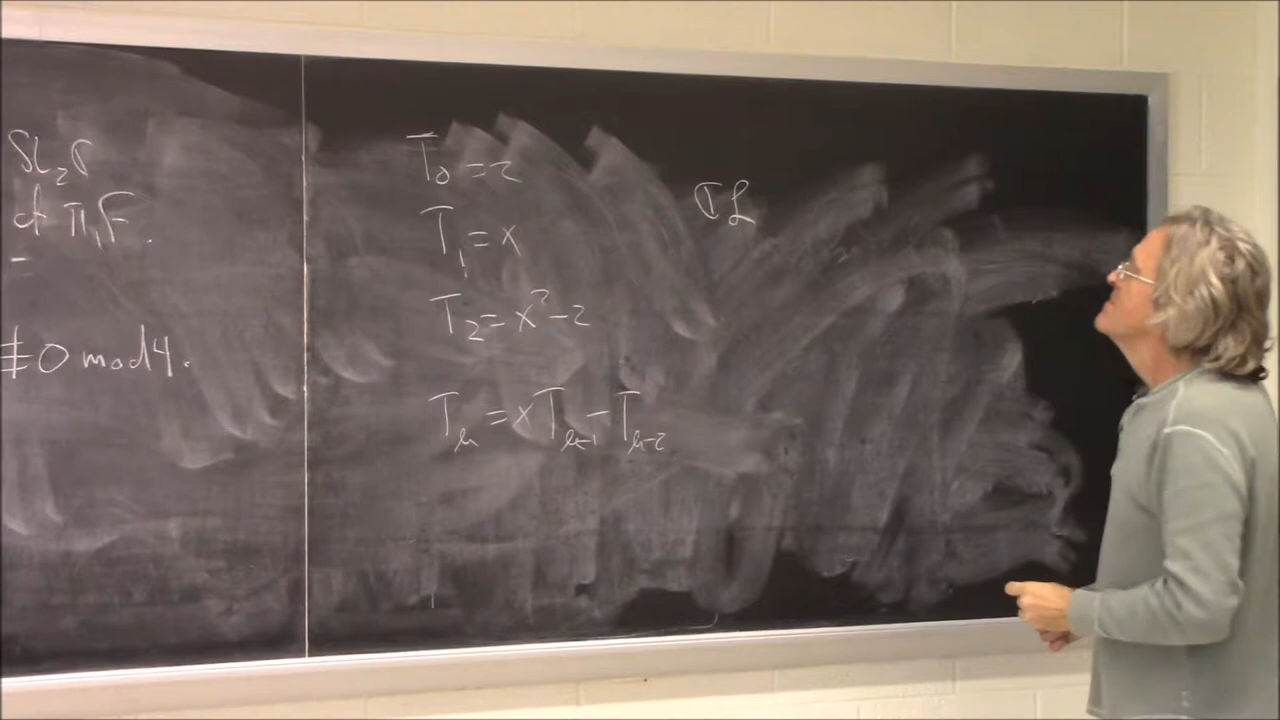 SL₂ℂ
of π₁F.
≢ 0 mod 4.
T₀ = 2
T₁ = x
T₂ = x² - 2
Tₖ = xTₖ₋₁ - Tₖ₋₂
ℂℒ